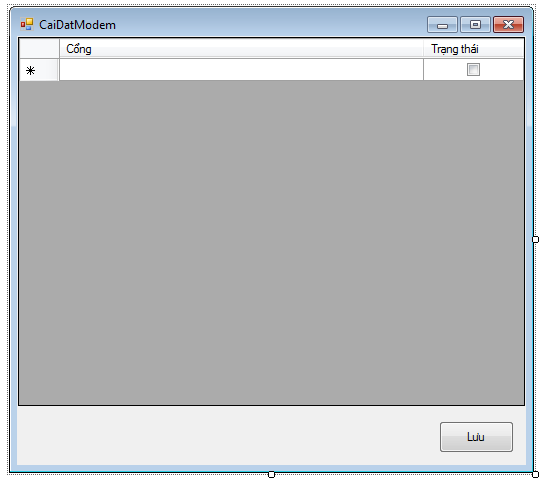 CaiDatModem
Cổng Trạng thái
Lưu